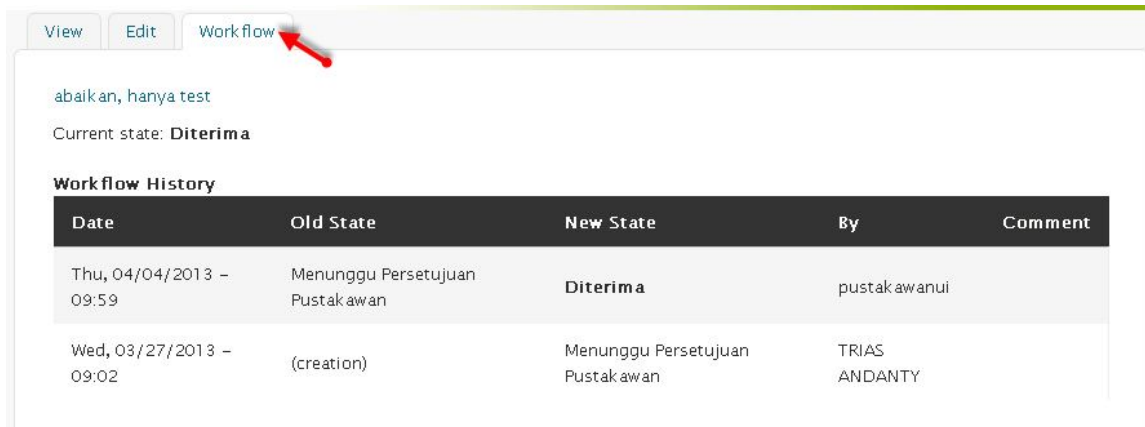 View Edit Workflow
abaikan, hanya test
Current state: Diterima
Workflow History
Date Old State New State By Comment
Thu, 04/04/2013 – 09:59 Menunggu Persetujuan Pustakawan Diterima pustakawanui
Wed, 03/27/2013 – 09:02 (creation) Menunggu Persetujuan Pustakawan TRIAS ANDANTY